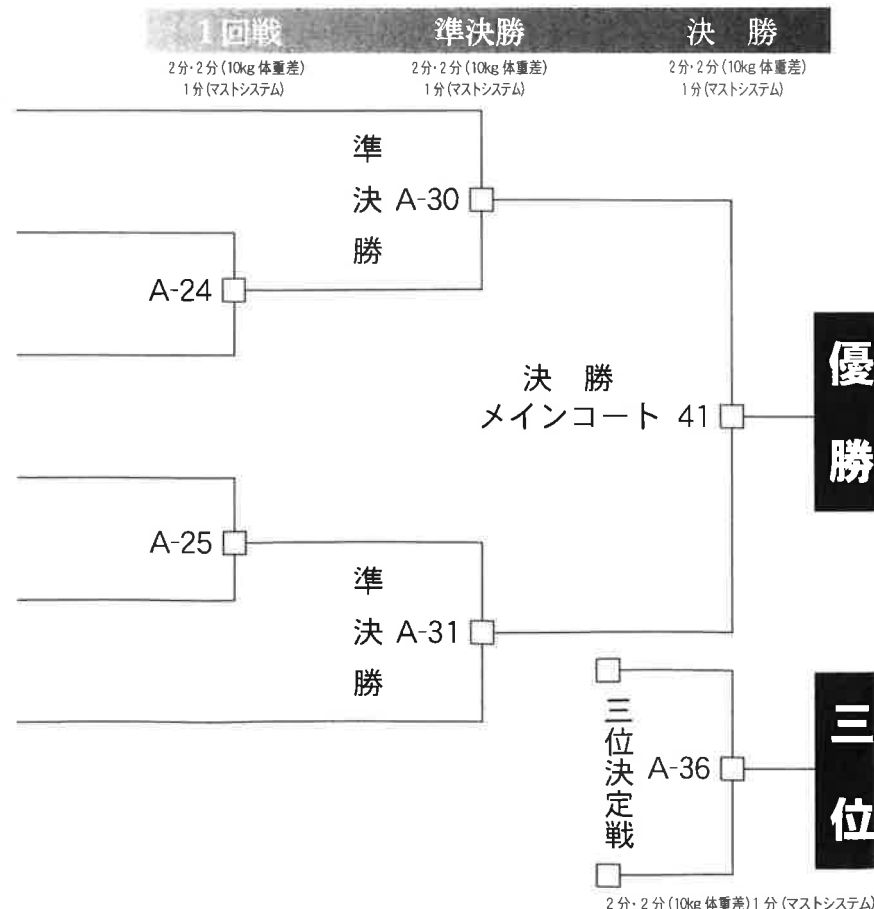 1回戦 準決勝 決 勝
2分・2分(10kg 体重差) 2分・2分(10kg 体重差) 2分・2分(10kg 体重差)
1分(マストシステム) 1分(マストシステム) 1分(マストシステム)
準決勝 A-30
A-24
決 勝
メインコート 41
優勝
A-25
準決勝 A-31
三位決定戦 A-36
三位
2分・2分(10kg 体重差)1分(マストシステム)